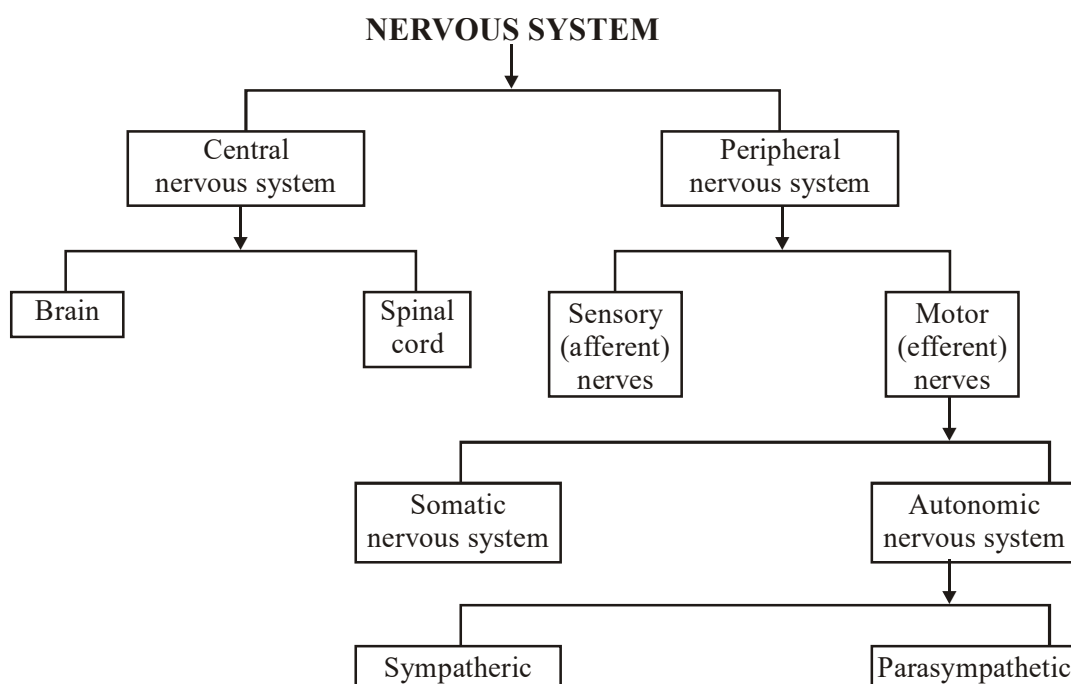 NERVOUS SYSTEM
Central
nervous system
Peripheral
nervous system
Brain
Spinal
cord
Sensory
(afferent)
nerves
Motor
(efferent)
nerves
Somatic
nervous system
Autonomic
nervous system
Sympatheric
Parasympathetic